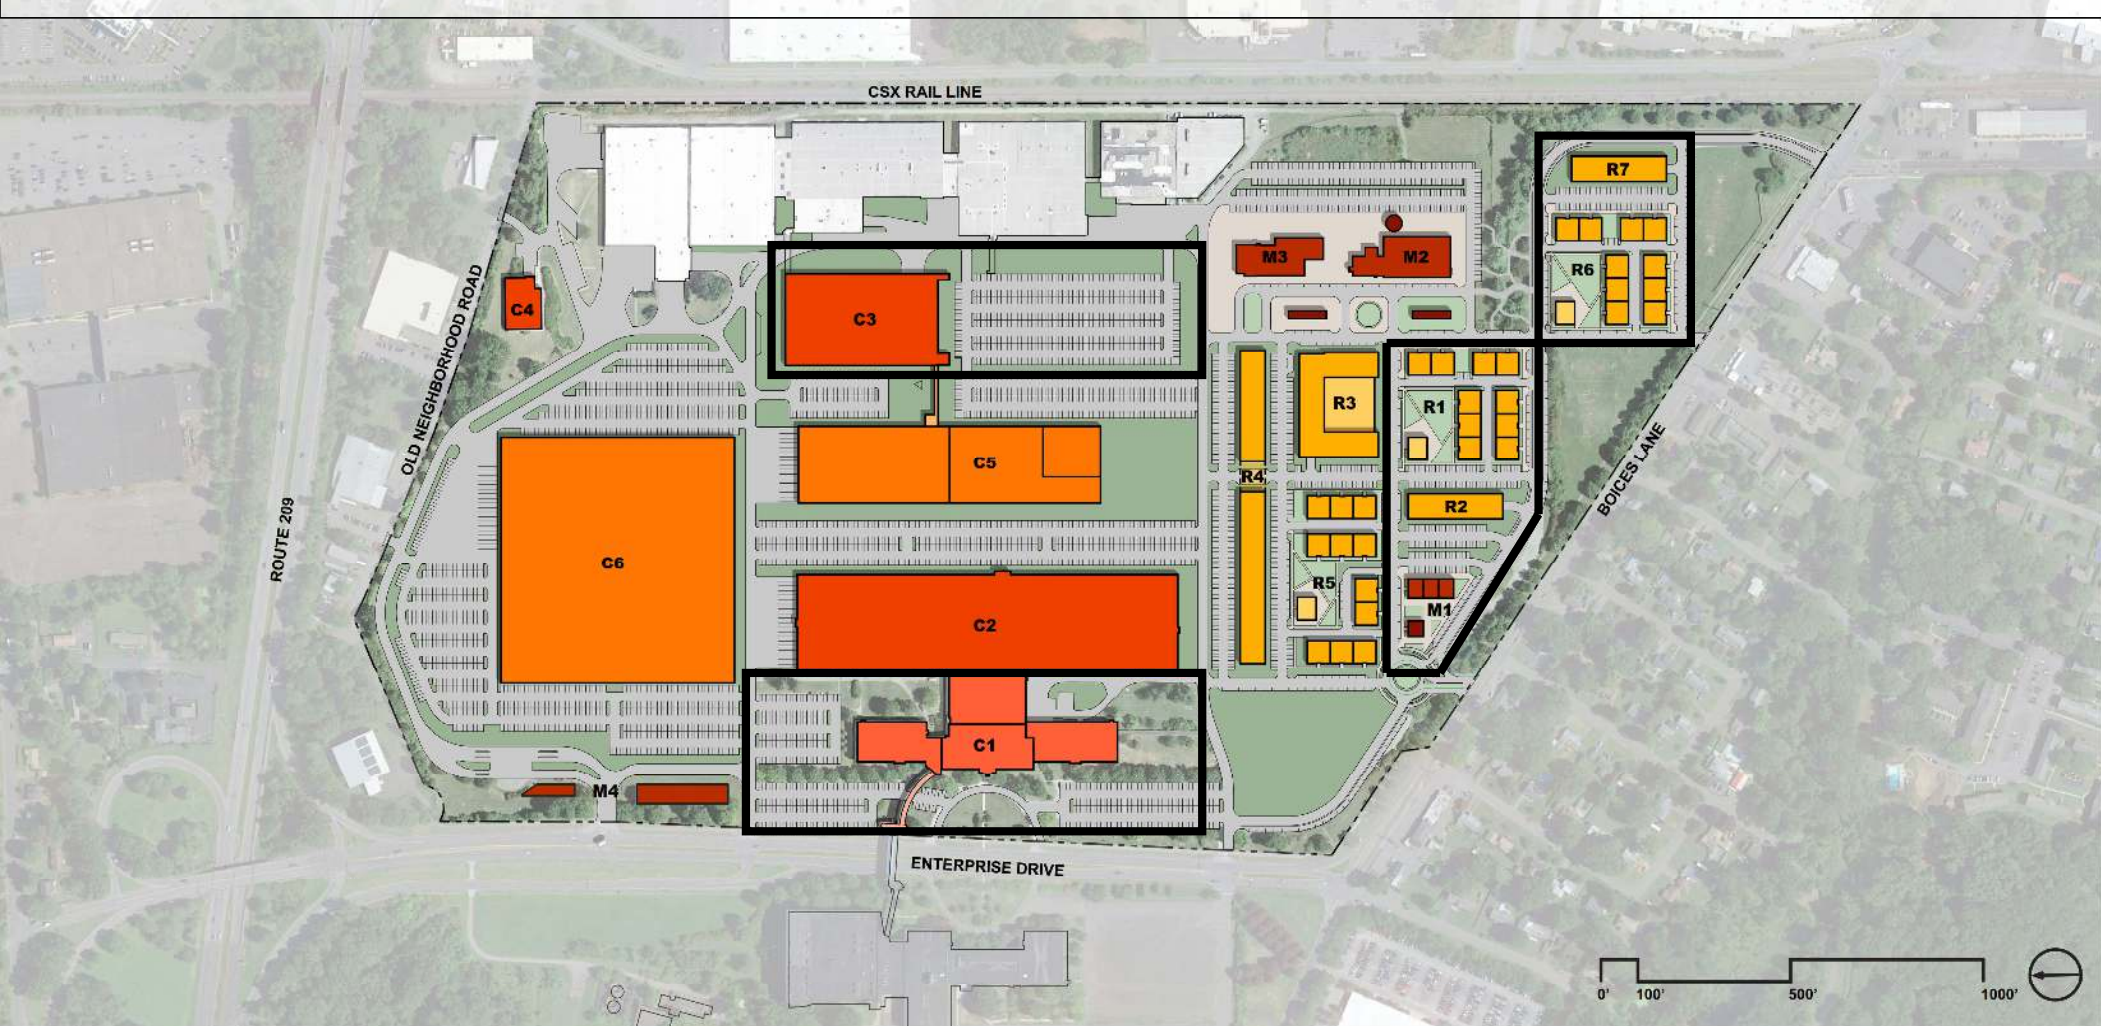 CSX RAIL LINE
R7
M3
M2
R6
C4
C3
OLD NEIGHBORHOOD ROAD
R3
R1
BOICES LANE
C5
R4
R2
ROUTE 209
C6
R5
M1
C2
C1
M4
ENTERPRISE DRIVE
0' 100' 500' 1000'